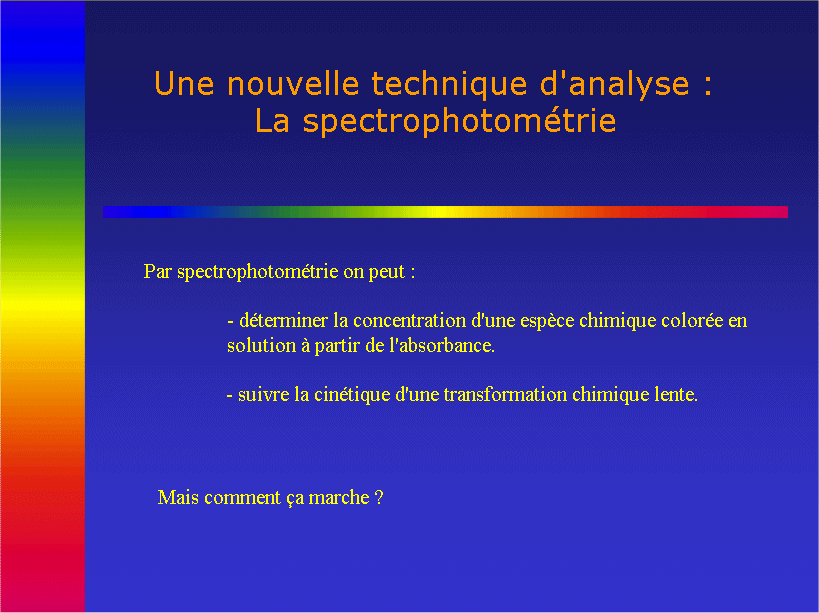 Une nouvelle technique d'analyse :
La spectrophotométrie
Par spectrophotométrie on peut :
- déterminer la concentration d'une espèce chimique colorée en
solution à partir de l'absorbance.
- suivre la cinétique d'une transformation chimique lente.
Mais comment ça marche ?